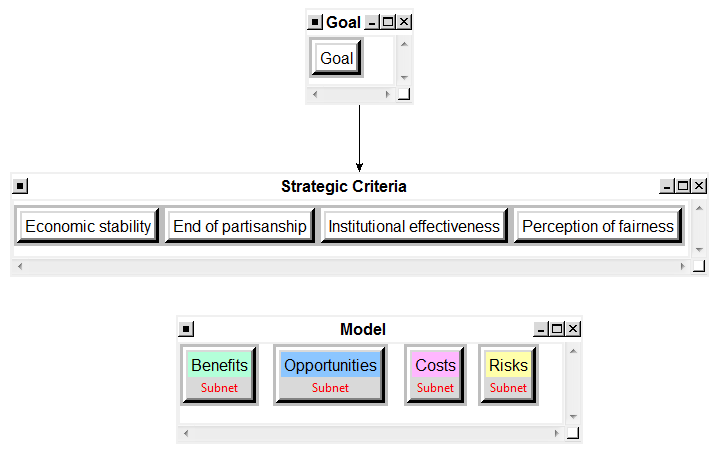 Goal
Goal
Strategic Criteria
Economic stability End of partisanship Institutional effectiveness Perception of fairness
Model
Benefits Opportunities Costs Risks
Subnet Subnet Subnet Subnet